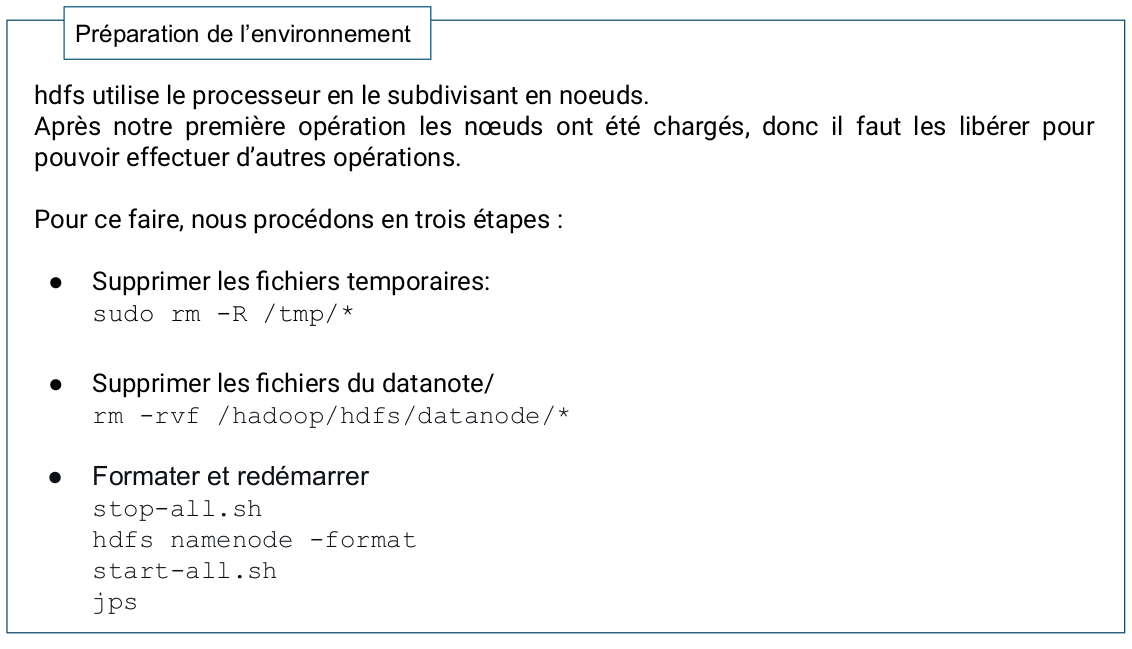 Préparation de l’environnement
hdfs utilise le processeur en le subdivisant en noeuds.
Après notre première opération les nœuds ont été chargés, donc il faut les libérer pour
pouvoir effectuer d’autres opérations.
Pour ce faire, nous procédons en trois étapes :
● Supprimer les fichiers temporaires:
sudo rm -R /tmp/*
● Supprimer les fichiers du datanote/
rm -rvf /hadoop/hdfs/datanode/*
● Formater et redémarrer
stop-all.sh
hdfs namenode -format
start-all.sh
jps